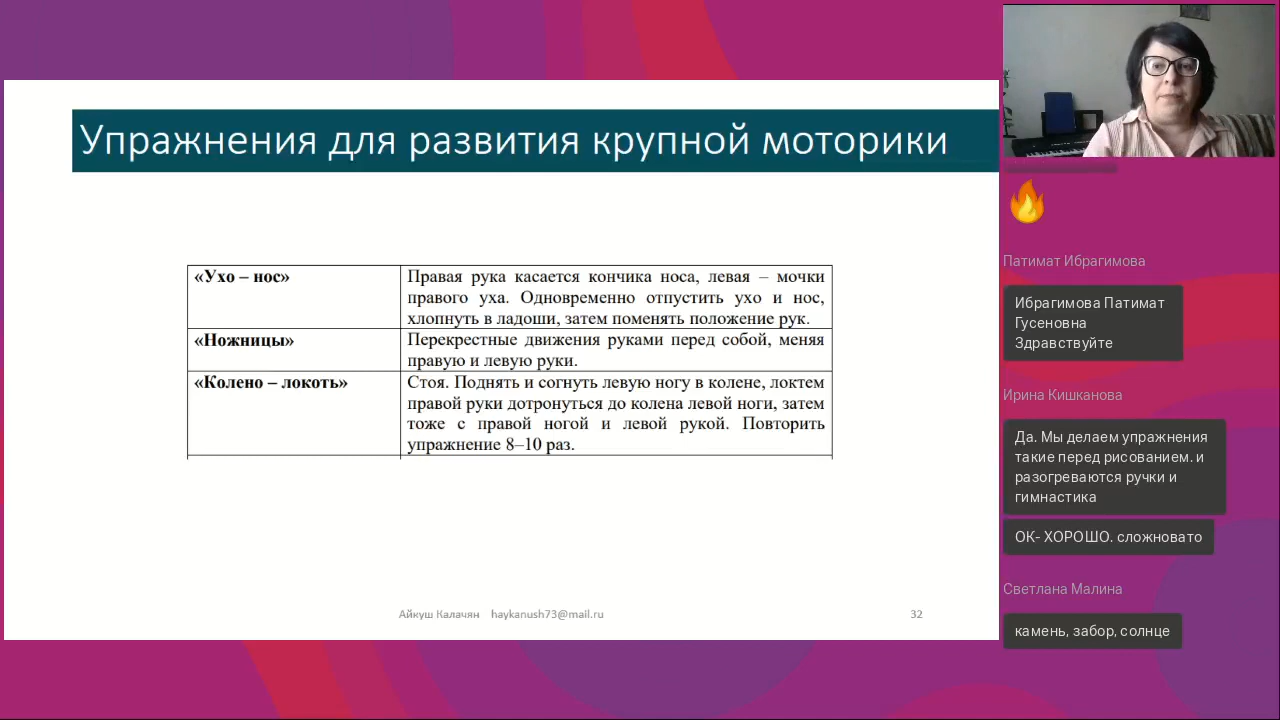 Упражнения для развития крупной моторики
«Ухо – нос»
Правая рука касается кончика носа, левая – мочки
правого уха. Одновременно отпустить ухо и нос,
хлопнуть в ладоши, затем поменять положение рук.
«Ножницы»
Перекрестные движения руками перед собой, меняя
правую и левую руки.
«Колено – локоть»
Стоя. Поднять и согнуть левую ногу в колене, локтем
правой руки дотронуться до колена левой ноги, затем
тоже с правой ногой и левой рукой. Повторить
упражнение 8–10 раз.
Айкуш Калачян haykanush73@mail.ru
32
Патимат Ибрагимова
Ибрагимова Патимат
Гусеновна
Здравствуйте
Ирина Кишканова
Да. Мы делаем упражнения
такие перед рисованием. и
разогреваются ручки и
гимнастика
ОК- ХОРОШО. сложновато
Светлана Малина
камень, забор, солнце